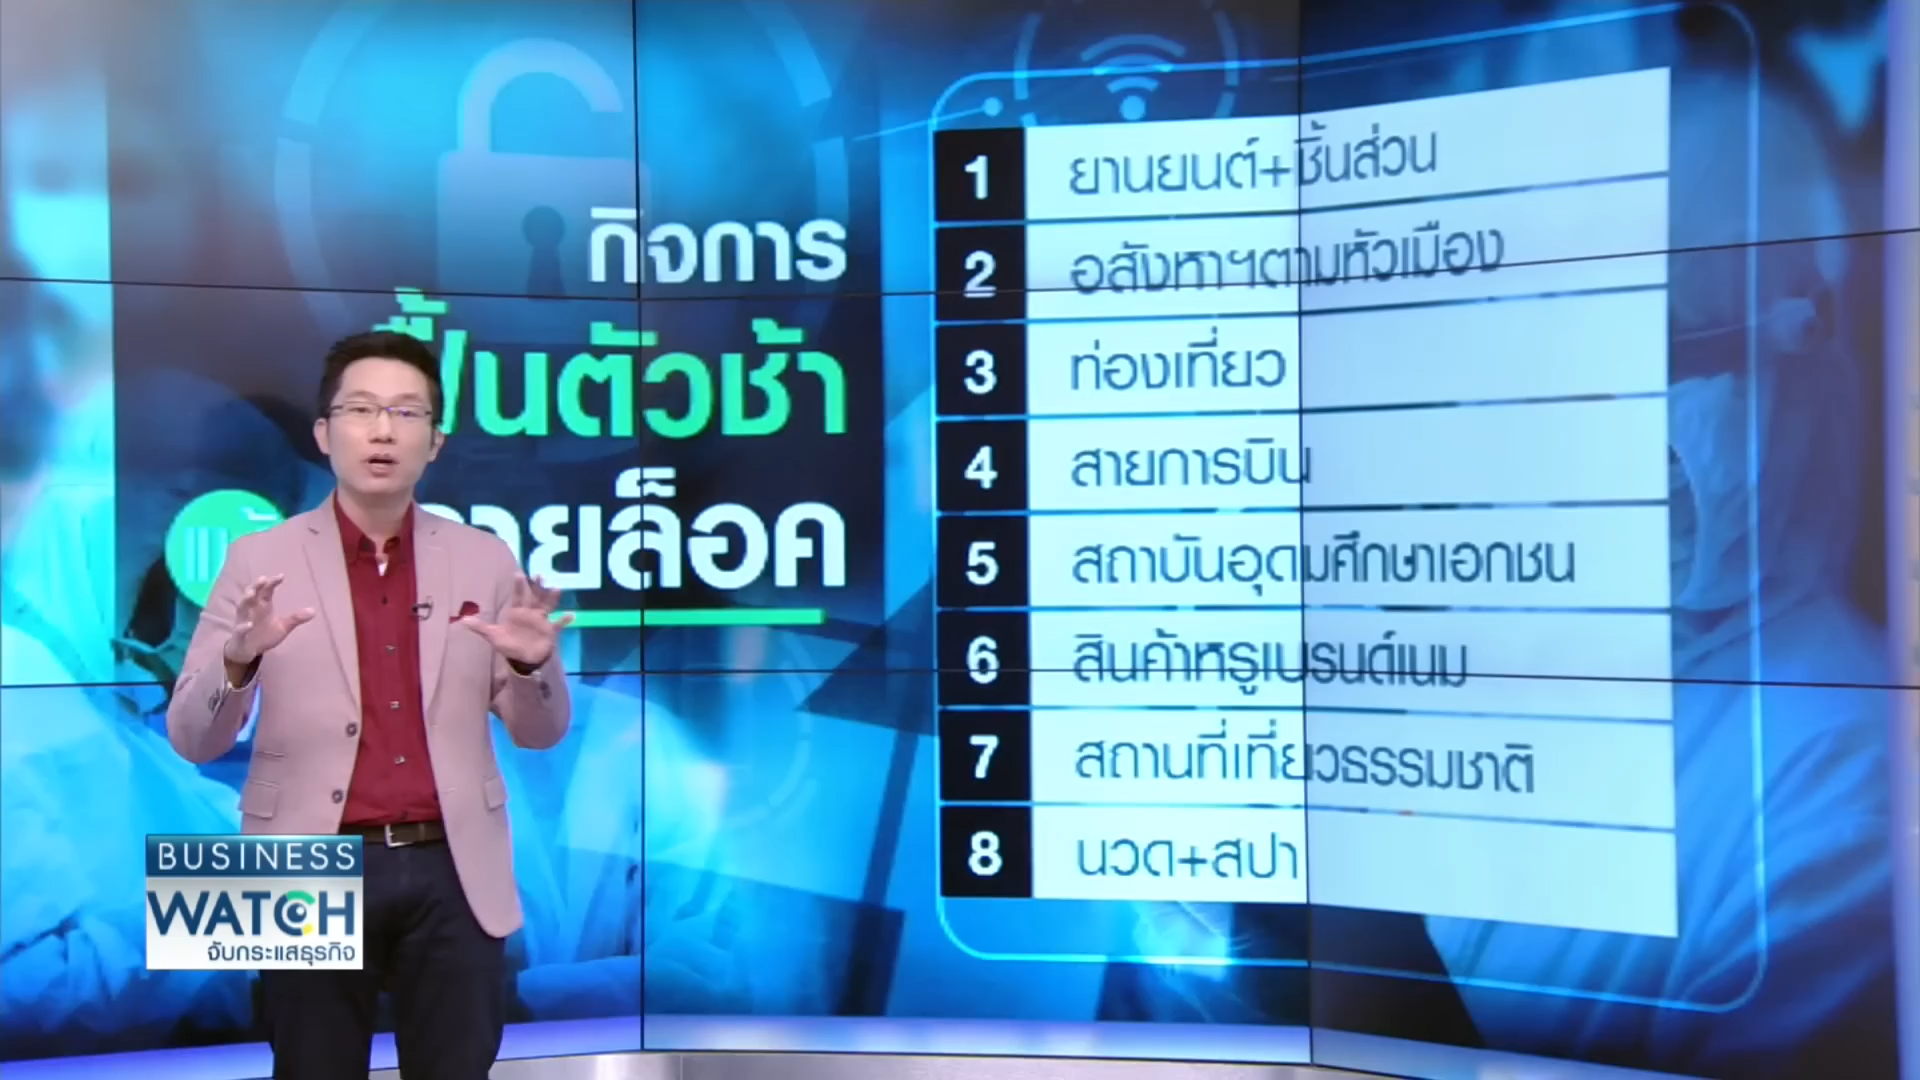 กิจการ
ฟื้นตัวช้า
คลายล็อค
1 ยานยนต์+ชิ้นส่วน
2 อสังหาฯตามหัวเมือง
3 ท่องเที่ยว
4 สายการบิน
5 สถาบันอุดมศึกษาเอกชน
6 สินค้าหรูเบรนด์เนม
7 สถานที่เที่ยวธรรมชาติ
8 นวด+สปา
BUSINESS
WATCH
จับกระแสธุรกิจ